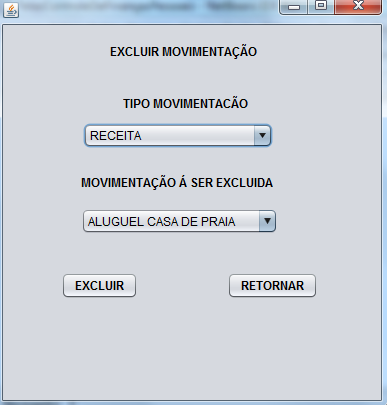 EXCLUIR MOVIMENTAÇÃO
TIPO MOVIMENTACÃO
RECEITA
MOVIMENTAÇÃO Á SER EXCLUIDA
ALUGUEL CASA DE PRAIA
EXCLUIR
RETORNAR